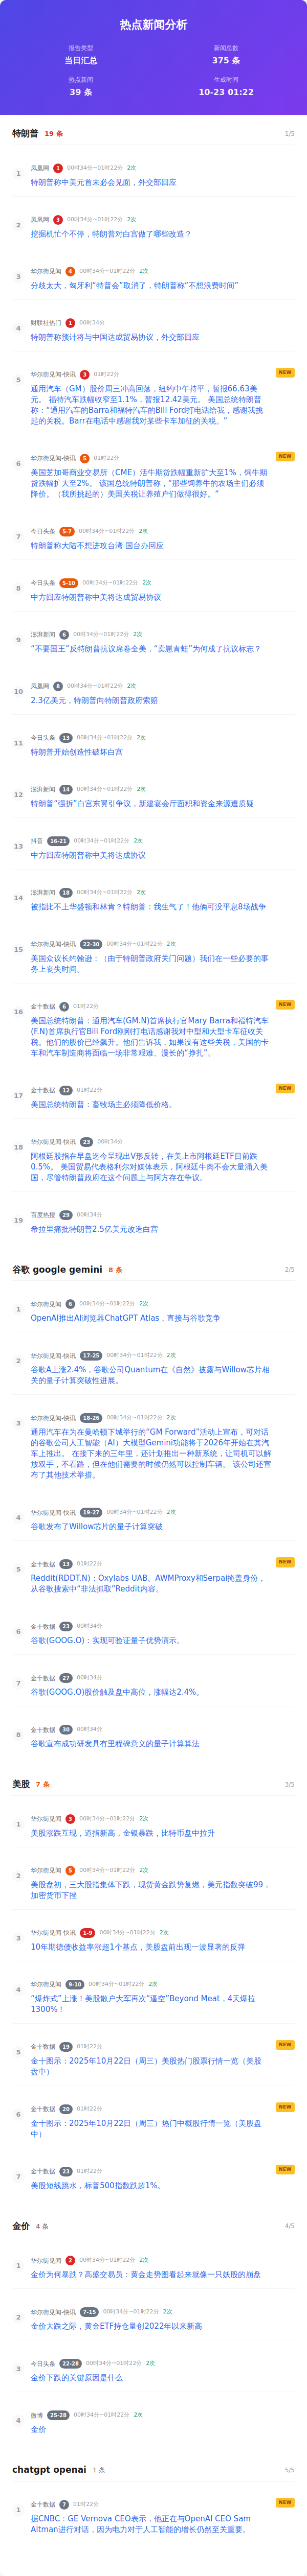 热点新闻分析
报告类型
当日汇总
新闻总数
375 条
热点新闻
39 条
生成时间
10-23 01:22
特朗普 19 条 1/5
1
凤凰网 1 00时34分~01时22分 2次
特朗普称中美元首未必会见面，外交部回应
2
凤凰网 3 00时34分~01时22分 2次
挖掘机忙个不停，特朗普对白宫做了哪些改造？
3
华尔街见闻 4 00时34分~01时22分 2次
分歧太大，匈牙利“特普会”取消了，特朗普称“不想浪费时间”
4
财联社热门 1 00时34分
特朗普称预计将与中国达成贸易协议，外交部回应
5
华尔街见闻-快讯 3 01时22分 NEW
通用汽车（GM）股价周三冲高回落，纽约中午转平，暂报66.63美
元。 福特汽车跌幅收窄至1.1%，暂报12.42美元。 美国总统特朗普
称：“通用汽车的Barra和福特汽车的Bill Ford打电话给我，感谢我挑
起的关税。Barr在电话中感谢我对某些卡车加征的关税。”
6
华尔街见闻-快讯 5 01时22分 NEW
美国芝加哥商业交易所（CME）活牛期货跌幅重新扩大至1%，饲牛期
货跌幅扩大至2%。 该国总统特朗普称，“那些饲养牛的农场主们必须
降价。（我所挑起的）美国关税让养殖户们做得很好。”
7
今日头条 5-7 00时34分~01时22分 2次
特朗普称大陆不想进攻台湾 国台办回应
8
今日头条 5-10 00时34分~01时22分 2次
中方回应特朗普称中美将达成贸易协议
9
澎湃新闻 6 00时34分~01时22分 2次
“不要国王”反特朗普抗议席卷全美，“卖崽青蛙”为何成了抗议标志？
10
凤凰网 8 00时34分~01时22分 2次
2.3亿美元，特朗普向特朗普政府索赔
11
今日头条 13 00时34分~01时22分 2次
特朗普开始创造性破坏白宫
12
澎湃新闻 14 00时34分~01时22分 2次
特朗普“强拆”白宫东翼引争议，新建宴会厅面积和资金来源遭质疑
13
抖音 16-21 00时34分~01时22分 2次
中方回应特朗普称中美将达成协议
14
澎湃新闻 18 00时34分~01时22分 2次
被指比不上华盛顿和林肯？特朗普：我生气了！他俩可没平息8场战争
15
华尔街见闻-快讯 22-30 00时34分~01时22分 2次
美国众议长约翰逊：（由于特朗普政府关门问题）我们在一些必要的事
务上丧失时间。
16
金十数据 6 01时22分 NEW
美国总统特朗普：通用汽车(GM.N)首席执行官Mary Barra和福特汽车
(F.N)首席执行官Bill Ford刚刚打电话感谢我对中型和大型卡车征收关
税。他们的股价已经飙升。他们告诉我，如果没有这些关税，美国的卡
车和汽车制造商将面临一场非常艰难、漫长的“挣扎”。
17
金十数据 12 01时22分 NEW
美国总统特朗普：畜牧场主必须降低价格。
18
华尔街见闻-快讯 23 00时34分
阿根廷股指在早盘迄今呈现出V形反转，在美上市阿根廷ETF目前跌
0.5%。 美国贸易代表格利尔对媒体表示，阿根廷牛肉不会大量涌入美
国，尽管特朗普政府在这个问题上与阿方存在争议。
19
百度热搜 29 00时34分
希拉里痛批特朗普2.5亿美元改造白宫
谷歌 google gemini 8 条 2/5
1
华尔街见闻 6 00时34分~01时22分 2次
OpenAI推出AI浏览器ChatGPT Atlas，直接与谷歌竞争
2
华尔街见闻-快讯 17-25 00时34分~01时22分 2次
谷歌A上涨2.4%，谷歌公司Quantum在《自然》披露与Willow芯片相
关的量子计算突破性进展。
3
华尔街见闻-快讯 18-26 00时34分~01时22分 2次
通用汽车在为在曼哈顿下城举行的“GM Forward”活动上宣布，可对话
的谷歌公司人工智能（AI）大模型Gemini功能将于2026年开始在其汽
车上推出。 在接下来的三年里，还计划推出一种新系统，让司机可以解
放双手，不看路，但在他们需要的时候仍然可以控制车辆。 该公司还宣
布了其他技术举措。
4
华尔街见闻-快讯 19-27 00时34分~01时22分 2次
谷歌发布了Willow芯片的量子计算突破
5
金十数据 13 01时22分 NEW
Reddit(RDDT.N)：Oxylabs UAB、AWMProxy和Serpal掩盖身份，
从谷歌搜索中“非法抓取”Reddit内容。
6
金十数据 23 00时34分
谷歌(GOOG.O)：实现可验证量子优势演示。
7
金十数据 27 00时34分
谷歌(GOOG.O)股价触及盘中高位，涨幅达2.4%。
8
金十数据 30 00时34分
谷歌宣布成功研发具有里程碑意义的量子计算算法
美股 7 条 3/5
1
华尔街见闻 3 00时34分~01时22分 2次
美股涨跌互现，道指新高，金银暴跌，比特币盘中拉升
2
华尔街见闻 5 00时34分~01时22分 2次
美股盘初，三大股指集体下跌，现货黄金跌势复燃，美元指数突破99，
加密货币下挫
3
华尔街见闻-快讯 1-9 00时34分~01时22分 2次
10年期德债收益率涨超1个基点，美股盘前出现一波显著的反弹
4
华尔街见闻 9-10 00时34分~01时22分 2次
“爆炸式”上涨！美股散户大军再次“逼空”Beyond Meat，4天爆拉
1300%！
5
金十数据 19 01时22分 NEW
金十图示：2025年10月22日（周三）美股热门股票行情一览（美股
盘中）
6
金十数据 20 01时22分 NEW
金十图示：2025年10月22日（周三）热门中概股行情一览（美股盘
中）
7
金十数据 23 01时22分 NEW
美股短线跳水，标普500指数跌超1%。
金价 4 条 4/5
1
华尔街见闻 2 00时34分~01时22分 2次
金价为何暴跌？高盛交易员：黄金走势图看起来就像一只妖股的崩盘
2
华尔街见闻-快讯 7-15 00时34分~01时22分 2次
金价大跌之际，黄金ETF持仓量创2022年以来新高
3
今日头条 22-28 00时34分~01时22分 2次
金价下跌的关键原因是什么
4
微博 25-28 00时34分~01时22分 2次
金价
chatgpt openai 1 条 5/5
1
金十数据 7 01时22分 NEW
据CNBC：GE Vernova CEO表示，他正在与OpenAI CEO Sam
Altman进行对话，因为电力对于人工智能的增长仍然至关重要。